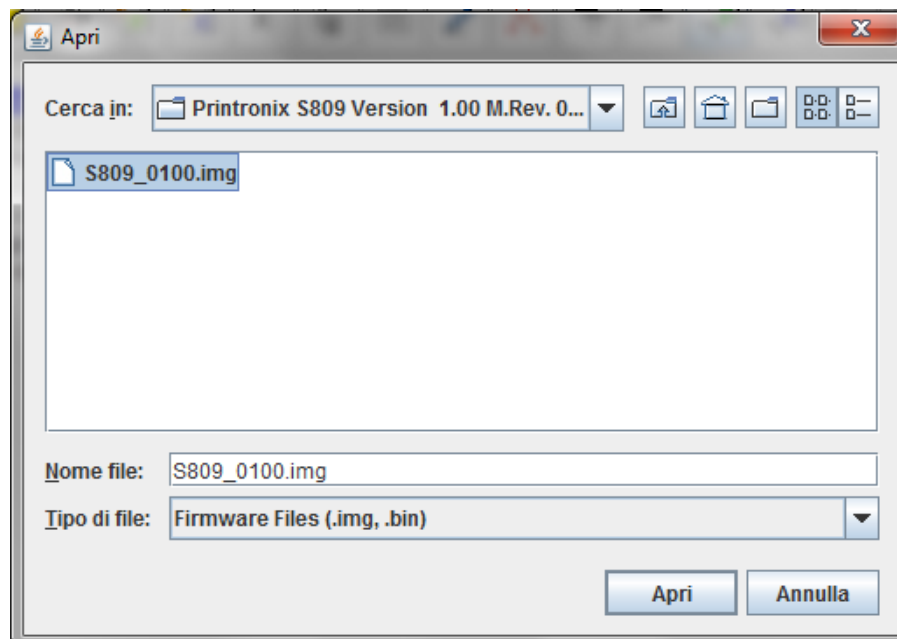 Apri
Cerca in: Printronix S809 Version 1.00 M.Rev. 0...
S809_0100.img
Nome file: S809_0100.img
Tipo di file: Firmware Files (.img, .bin)
Apri Annulla